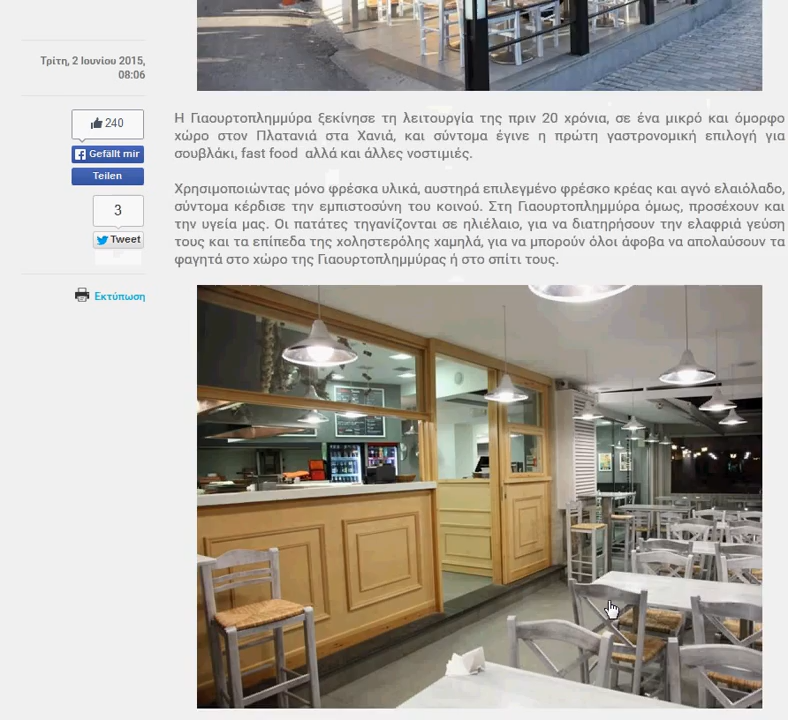 Τρίτη, 2 Ιουνίου 2015,
08:06
240
Gefällt mir
Teilen
3
Tweet
Εκτύπωση
Η Γιαουρτοπλημμύρα ξεκίνησε τη λειτουργία της πριν 20 χρόνια, σε ένα μικρό και όμορφο
χώρο στον Πλατανιά στα Χανιά, και σύντομα έγινε η πρώτη γαστρονομική επιλογή για
σουβλάκι, fast food αλλά και άλλες νοστιμιές.
Χρησιμοποιώντας μόνο φρέσκα υλικά, αυστηρά επιλεγμένο φρέσκο κρέας και αγνό ελαιόλαδο,
σύντομα κέρδισε την εμπιστοσύνη του κοινού. Στη Γιαουρτοπλημμύρα όμως, προσέχουν και
την υγεία μας. Οι πατάτες τηγανίζονται σε ηλιέλαιο, για να διατηρήσουν την ελαφριά γεύση
τους και τα επίπεδα της χοληστερόλης χαμηλά, για να μπορούν όλοι άφοβα να απολαύσουν τα
φαγητά στο χώρο της Γιαουρτοπλημμύρας ή στο σπίτι τους.